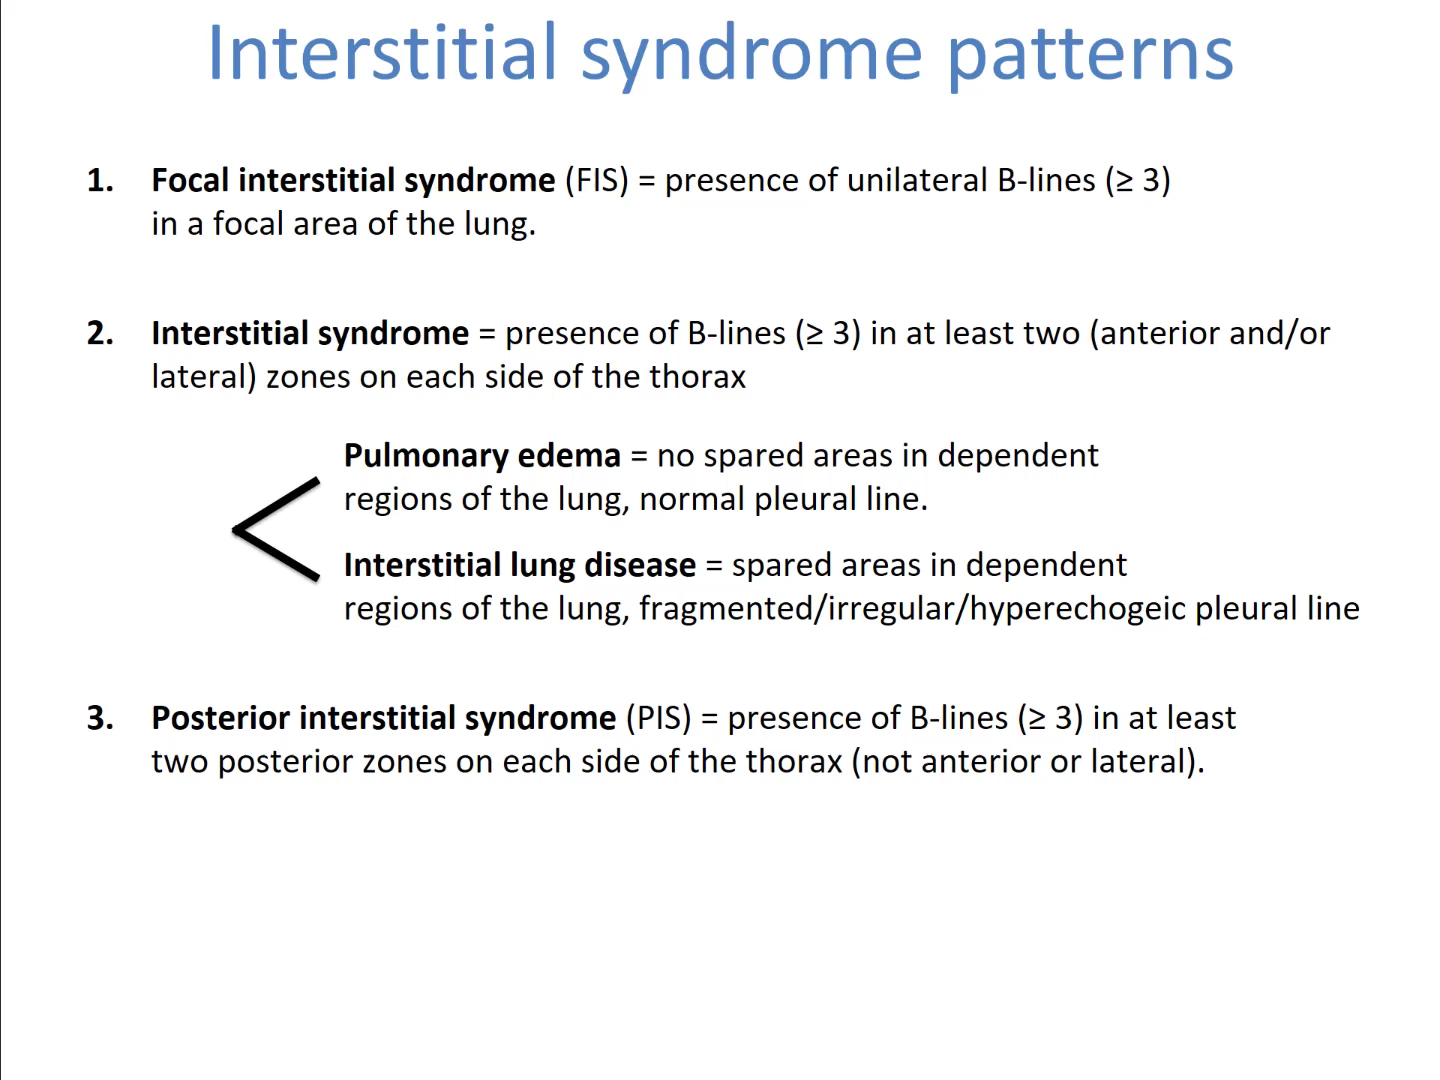 Interstitial syndrome patterns
1. Focal interstitial syndrome (FIS) = presence of unilateral B-lines (≥ 3)
in a focal area of the lung.
2. Interstitial syndrome = presence of B-lines (≥ 3) in at least two (anterior and/or
lateral) zones on each side of the thorax
Pulmonary edema = no spared areas in dependent
regions of the lung, normal pleural line.
Interstitial lung disease = spared areas in dependent
regions of the lung, fragmented/irregular/hyperechogeic pleural line
3. Posterior interstitial syndrome (PIS) = presence of B-lines (≥ 3) in at least
two posterior zones on each side of the thorax (not anterior or lateral).